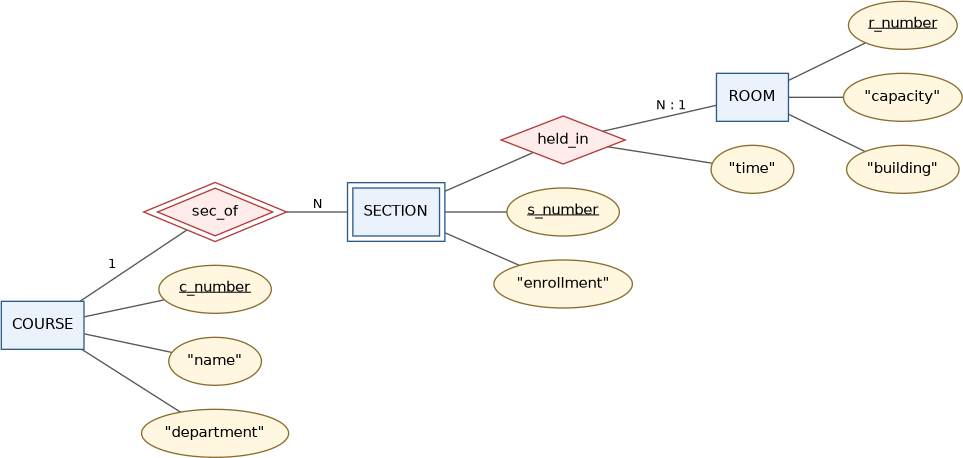 r_number
ROOM
N : 1
"capacity"
held_in
"time"
"building"
sec_of
N
SECTION
s_number
1
c_number
"enrollment"
COURSE
"name"
"department"